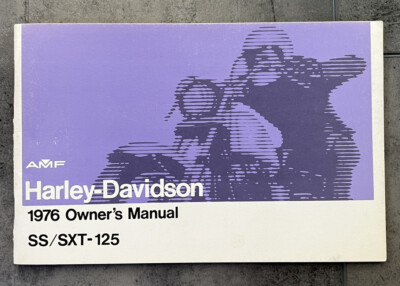 AMF
Harley-Davidson
1976 Owner's Manual
SS/SXT-125